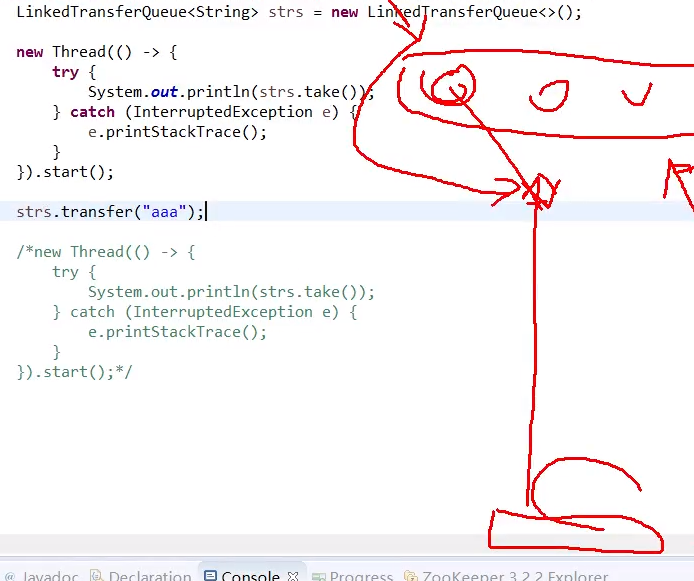 LinkedTransferQueue<String> strs = new LinkedTransferQueue<>();
new Thread(() -> {
try {
System.out.println(strs.take());
} catch (InterruptedException e) {
e.printStackTrace();
}
}).start();
strs.transfer("aaa");
/*new Thread(() -> {
try {
System.out.println(strs.take());
} catch (InterruptedException e) {
e.printStackTrace();
}
}).start();*/
@ Javadoc Declaration Console Progress ZooKeeper 3.2.2 Explorer